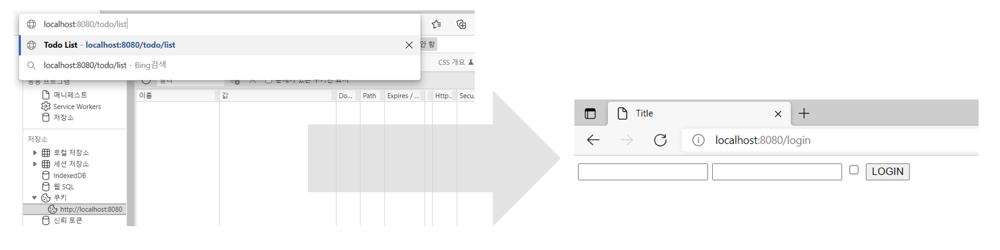 localhost:8080/todo/list
Todo List - localhost:8080/todo/list
안 함
localhost:8080/todo/list - Bing검색
CSS 개요
응용 프로그램
매니페스트
Service Workers
저장소
이름
값
Do...
Path
Expires / ...
Http..
Secu.
저장소
로컬 저장소
세션 저장소
IndexedDB
웹 SQL
쿠키
http://localhost:8080
신뢰 토큰
Title
localhost:8080/login
LOGIN